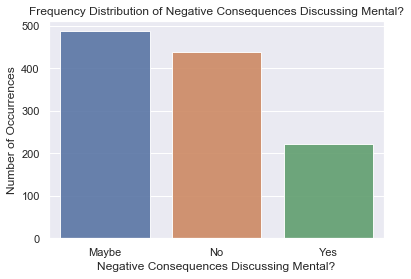 Frequency Distribution of Negative Consequences Discussing Mental?
500
400
300
200
100
0
Number of Occurrences
Maybe No Yes
Negative Consequences Discussing Mental?